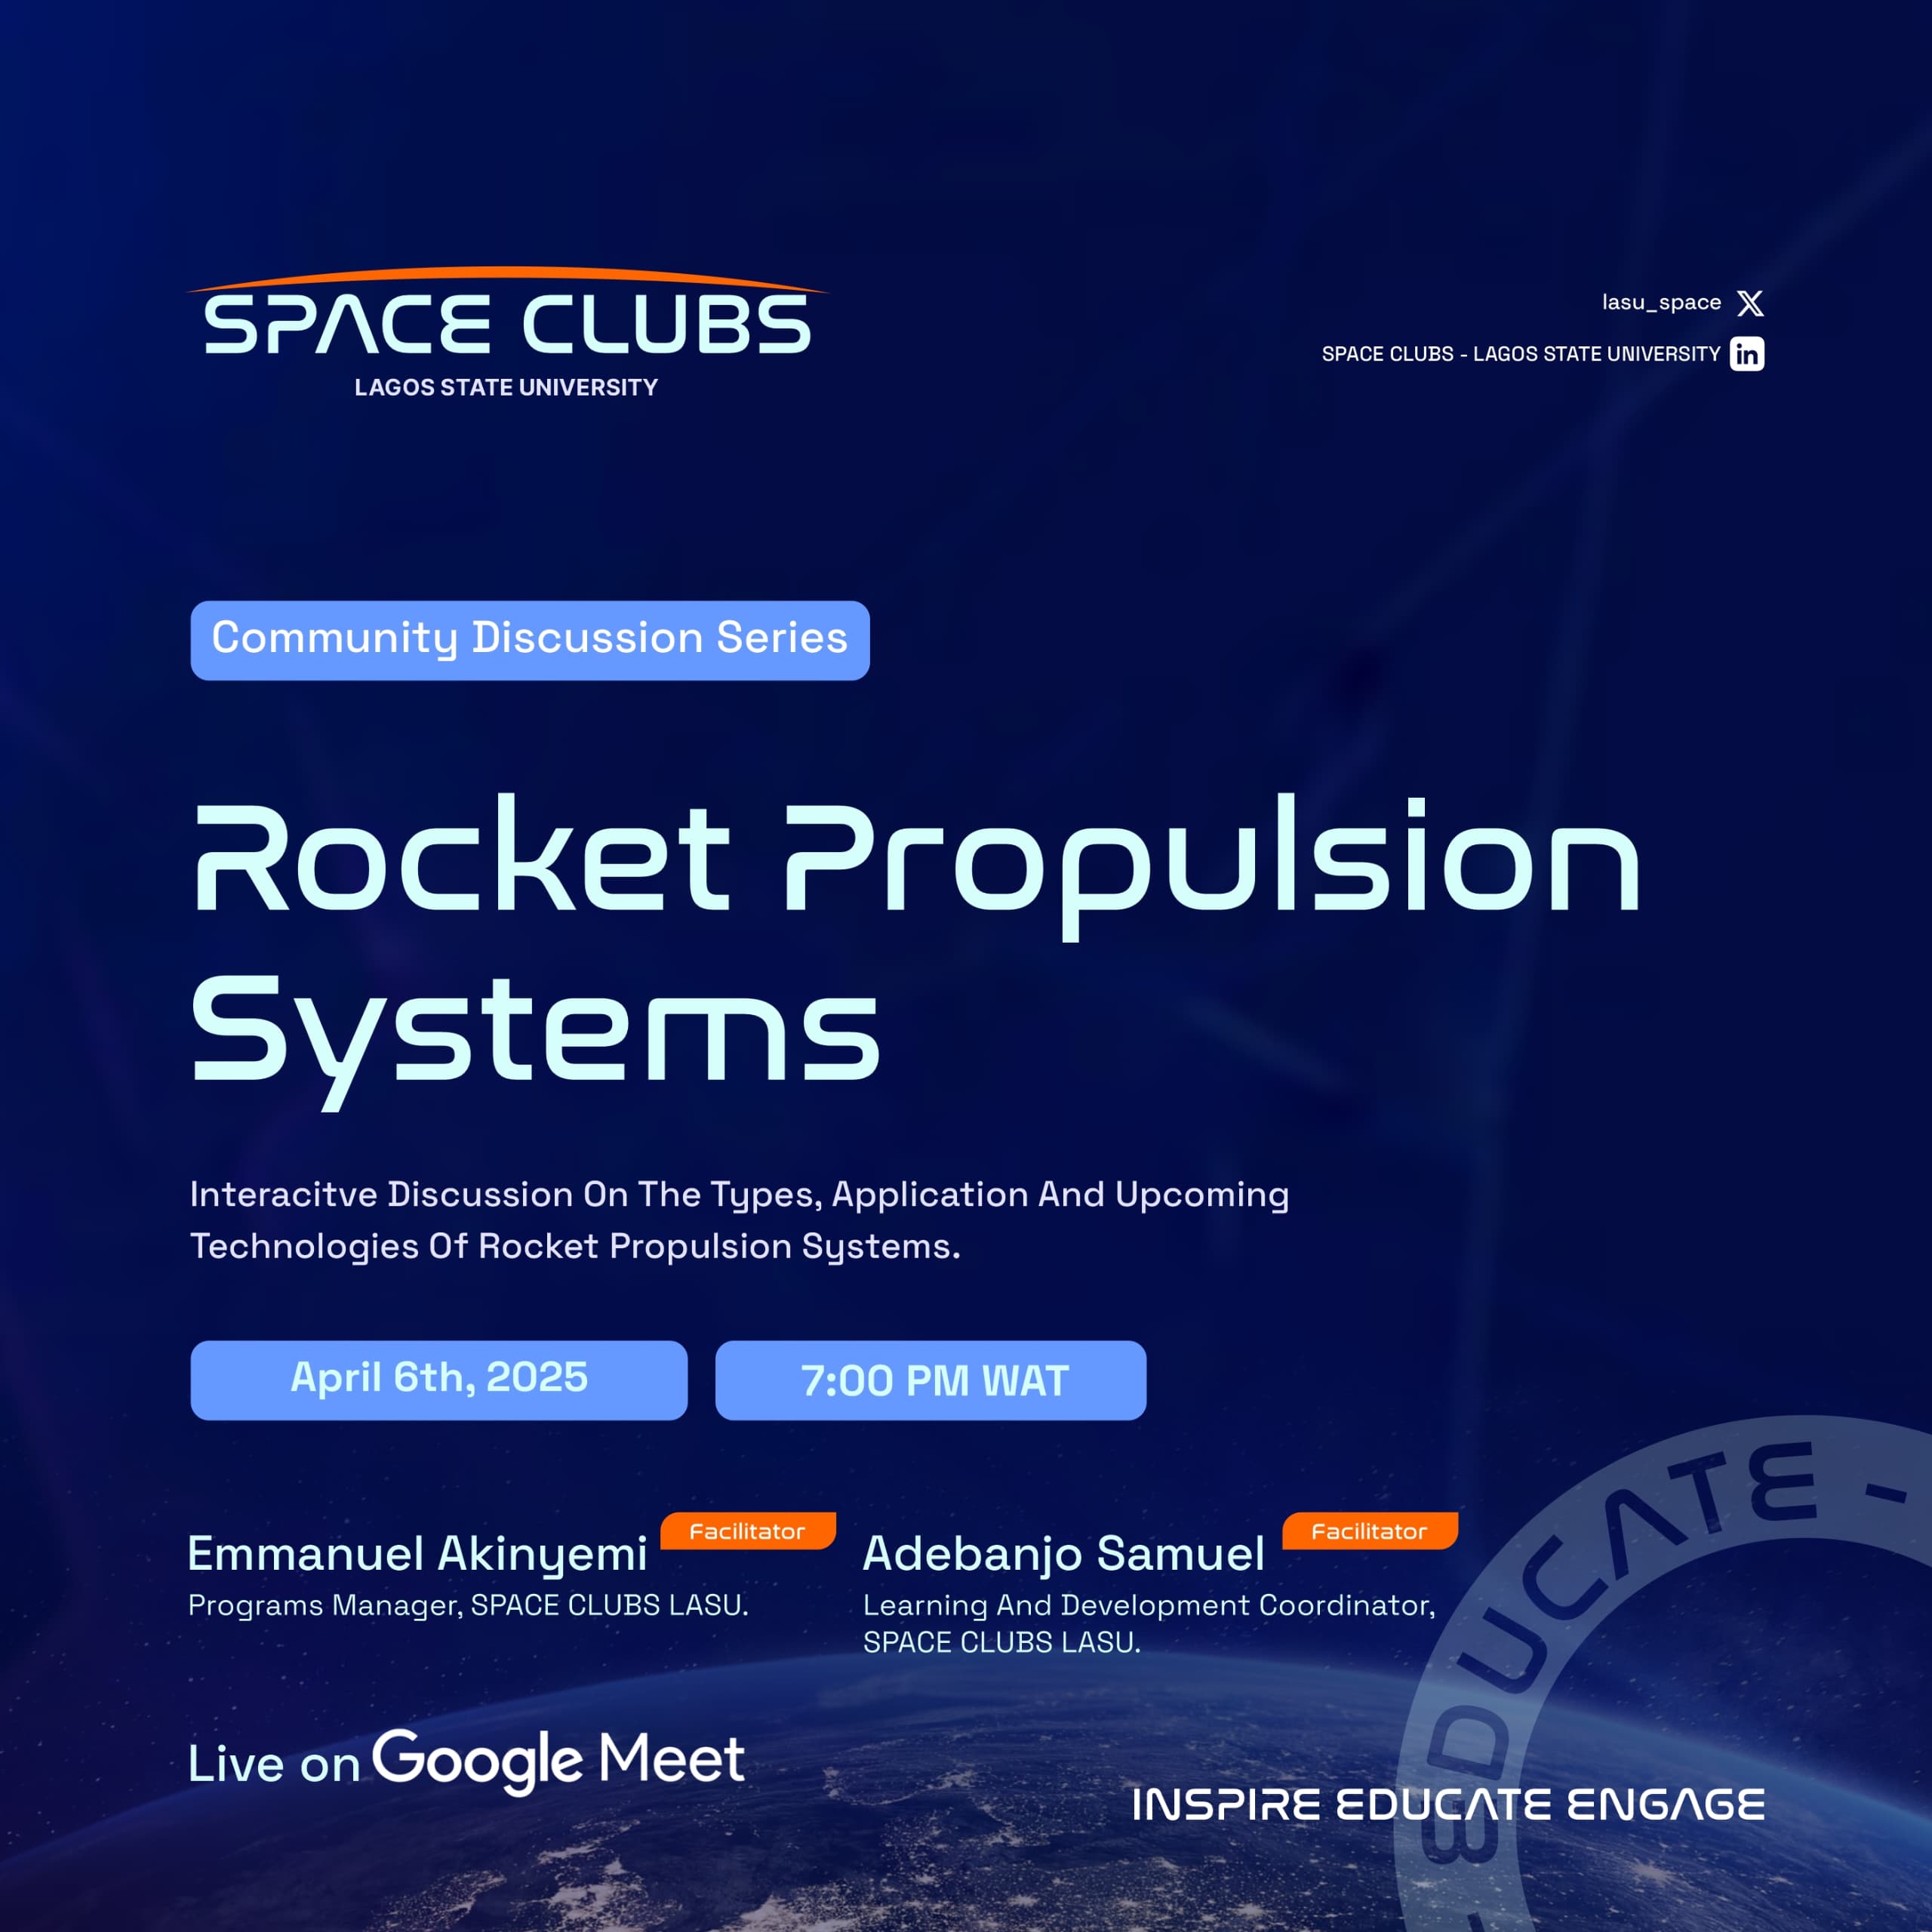 SPACE CLUBS
LAGOS STATE UNIVERSITY
lasu_space X
SPACE CLUBS - LAGOS STATE UNIVERSITY in
Community Discussion Series
Rocket Propulsion
Systems
Interacitve Discussion On The Types, Application And Upcoming
Technologies Of Rocket Propulsion Systems.
April 6th, 2025
7:00 PM WAT
Emmanuel Akinyemi
Facilitator
Programs Manager, SPACE CLUBS LASU.
Adebanjo Samuel
Facilitator
Learning And Development Coordinator,
SPACE CLUBS LASU.
Live on Google Meet
EDUCATE -
INSPIRE EDUCATE ENGAGE